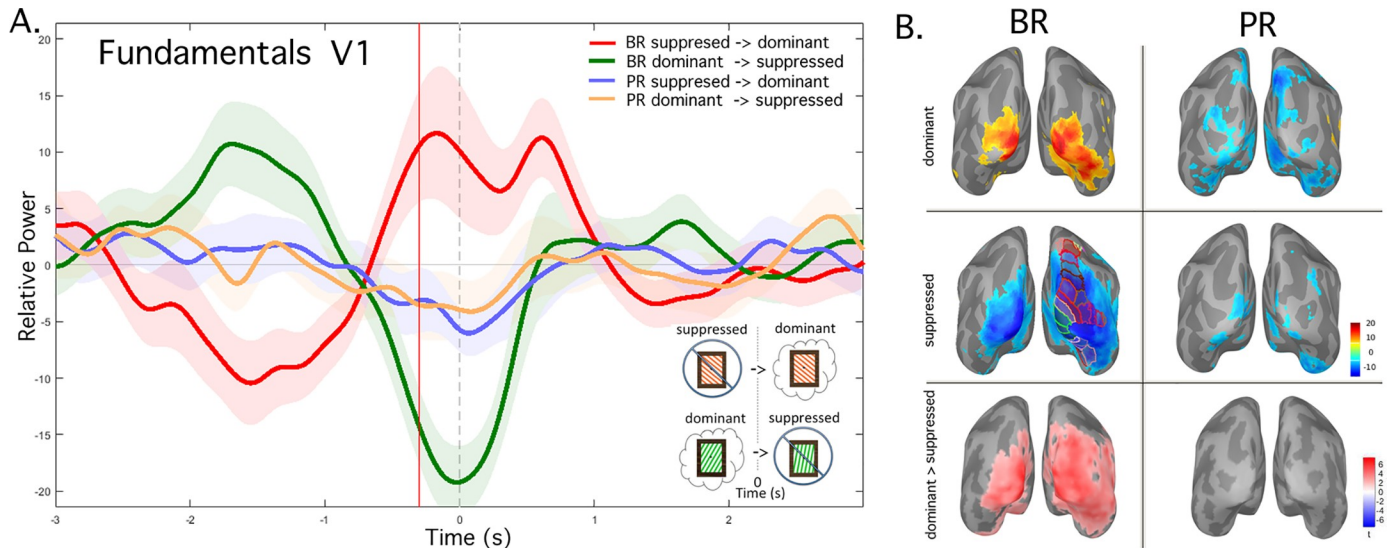 A.
Fundamentals V1
BR suppresed -> dominant
BR dominant -> suppressed
PR suppresed -> dominant
PR dominant -> suppressed
20
15
10
5
0
-5
-10
-15
-20
Relative Power
-3
-2
-1
0
1
2
Time (s)
suppressed
dominant
->
dominant
suppressed
->
0
Time (s)
B.
BR
PR
dominant
suppressed
dominant > suppressed
20
10
0
-10
6
4
2
0
-2
-4
-6
t